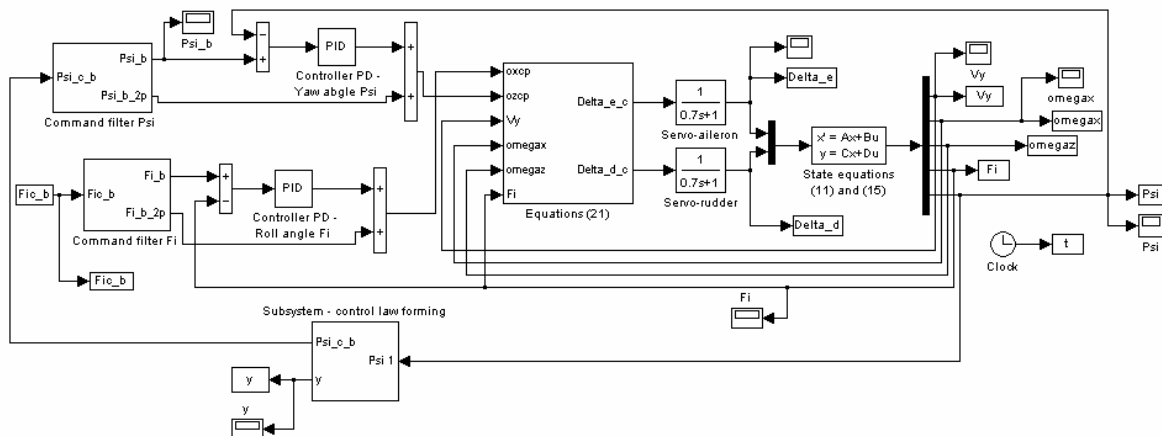 Psi_c_b
Psi_b
Psi_b_2p
Command filter Psi
Psi_b
−
+
PID
Controller PD -
Yaw abgle Psi
+
+
Fic_b
Fic_b
Fi_b
Fi_b_2p
Command filter Fi
Fic_b
+
−
PID
Controller PD -
Roll angle Fi
+
+
oxcp
ozcp
Vy
omegax
omegaz
Fi
Delta_e_c
Delta_d_c
Equations (21)
1
0.7s+1
Servo-aileron
1
0.7s+1
Servo-rudder
Delta_e
Delta_d
x' = Ax+Bu
y = Cx+Du
State equations
(11) and (15)
Vy
Vy
omegax
omegax
omegaz
Fi
Psi
Psi
Clock
t
Fi
Subsystem - control law forming
Psi_c_b
Psi 1
y
y
y